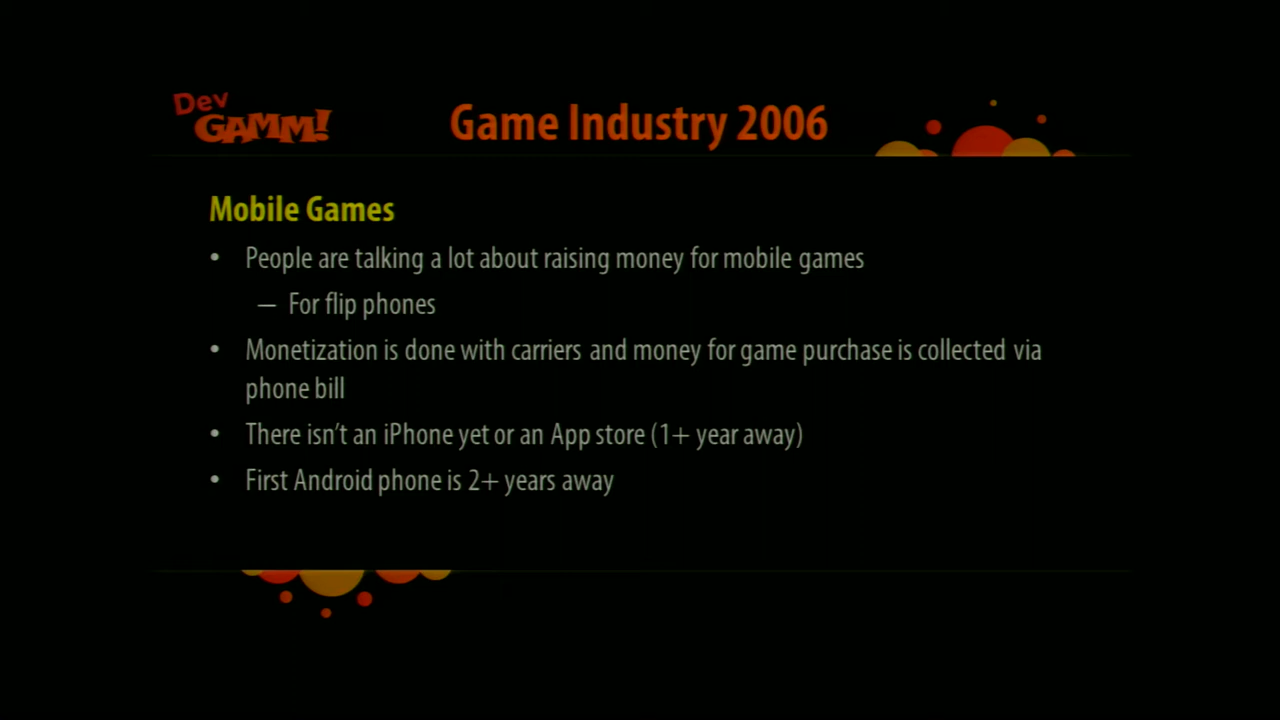 Dev
GAMM!
Game Industry 2006
Mobile Games
• People are talking a lot about raising money for mobile games
– For flip phones
• Monetization is done with carriers and money for game purchase is collected via
phone bill
• There isn't an iPhone yet or an App store (1+ year away)
• First Android phone is 2+ years away